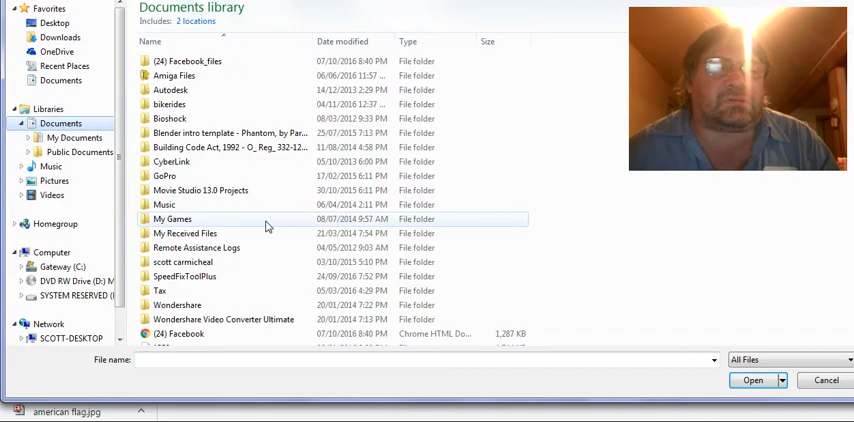 Favorites
Desktop
Downloads
OneDrive
Recent Places
Documents
Libraries
Documents
My Documents
Public Documents
Music
Pictures
Videos
Homegroup
Computer
Gateway (C:)
DVD RW Drive (D:) M
SYSTEM RESERVED (
Network
SCOTT-DESKTOP
Documents library
Includes: 2 locations
Name Date modified Type Size
(24) Facebook_files 07/10/2016 8:40 PM File folder
Amiga Files 06/06/2016 11:57 ... File folder
Autodesk 14/12/2013 2:29 PM File folder
bikerides 04/11/2016 12:37 ... File folder
Bioshock 08/03/2012 9:33 PM File folder
Blender intro template - Phantom, by Par... 25/07/2015 7:13 PM File folder
Building Code Act, 1992 - O_ Reg_ 332-12... 11/08/2014 4:58 PM File folder
CyberLink 05/10/2013 6:00 PM File folder
GoPro 17/02/2015 6:11 PM File folder
Movie Studio 13.0 Projects 30/10/2015 6:11 PM File folder
Music 06/04/2014 2:11 PM File folder
My Games 08/07/2014 9:57 AM File folder
My Received Files 21/03/2014 7:54 PM File folder
Remote Assistance Logs 04/05/2012 9:03 AM File folder
scott carmicheal 03/10/2015 5:10 PM File folder
SpeedFixToolPlus 24/09/2016 7:52 PM File folder
Tax 05/03/2016 4:29 PM File folder
Wondershare 20/01/2014 7:22 PM File folder
Wondershare Video Converter Ultimate 20/01/2014 7:13 PM File folder
(24) Facebook 07/10/2016 8:40 PM Chrome HTML Do... 1,287 KB
File name: All Files
Open Cancel
american flag.jpg